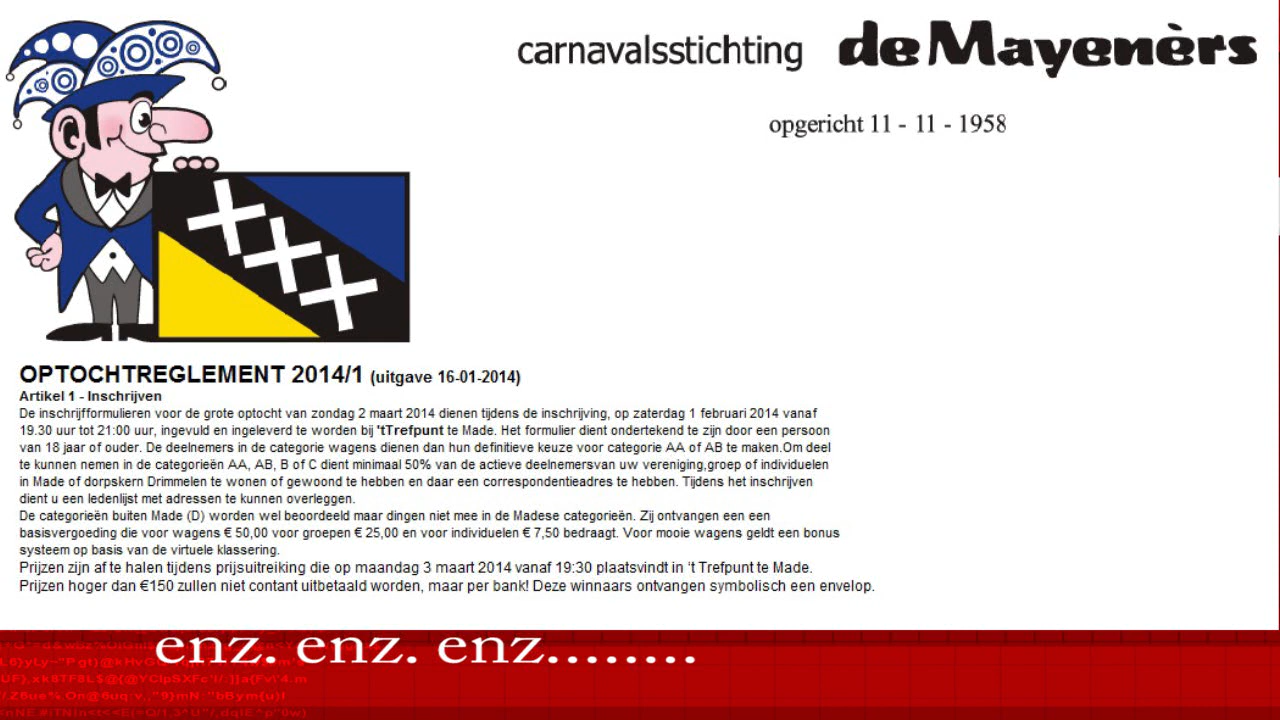 carnavalsstichting de Mayenèrs
opgericht 11 - 11 - 1958
OPTOCHTREGLEMENT 2014/1 (uitgave 16-01-2014)
Artikel 1 - Inschrijven
De inschrijfformulieren voor de grote optocht van zondag 2 maart 2014 dienen tijdens de inschrijving, op zaterdag 1 februari 2014 vanaf
19.30 uur tot 21:00 uur, ingevuld en ingeleverd te worden bij 'tTrefpunt te Made. Het formulier dient ondertekend te zijn door een persoon
van 18 jaar of ouder. De deelnemers in de categorie wagens dienen dan hun definitieve keuze voor categorie AA of AB te maken.Om deel
te kunnen nemen in de categorieën AA, AB, B of C dient minimaal 50% van de actieve deelnemersvan uw vereniging,groep of individuelen
in Made of dorpskern Drimmelen te wonen of gewoond te hebben en daar een correspondentieadres te hebben. Tijdens het inschrijven
dient u een ledenlijst met adressen te kunnen overleggen.
De categorieën buiten Made (D) worden wel beoordeeld maar dingen niet mee in de Madese categorieën. Zij ontvangen een een
basisvergoeding die voor wagens € 50,00 voor groepen € 25,00 en voor individuelen € 7,50 bedraagt. Voor mooie wagens geldt een bonus
systeem op basis van de virtuele klassering.
Prijzen zijn af te halen tijdens prijsuitreiking die op maandag 3 maart 2014 vanaf 19:30 plaatsvindt in ‘t Trefpunt te Made.
Prijzen hoger dan €150 zullen niet contant uitbetaald worden, maar per bank! Deze winnaars ontvangen symbolisch een envelop.
enz. enz. enz........